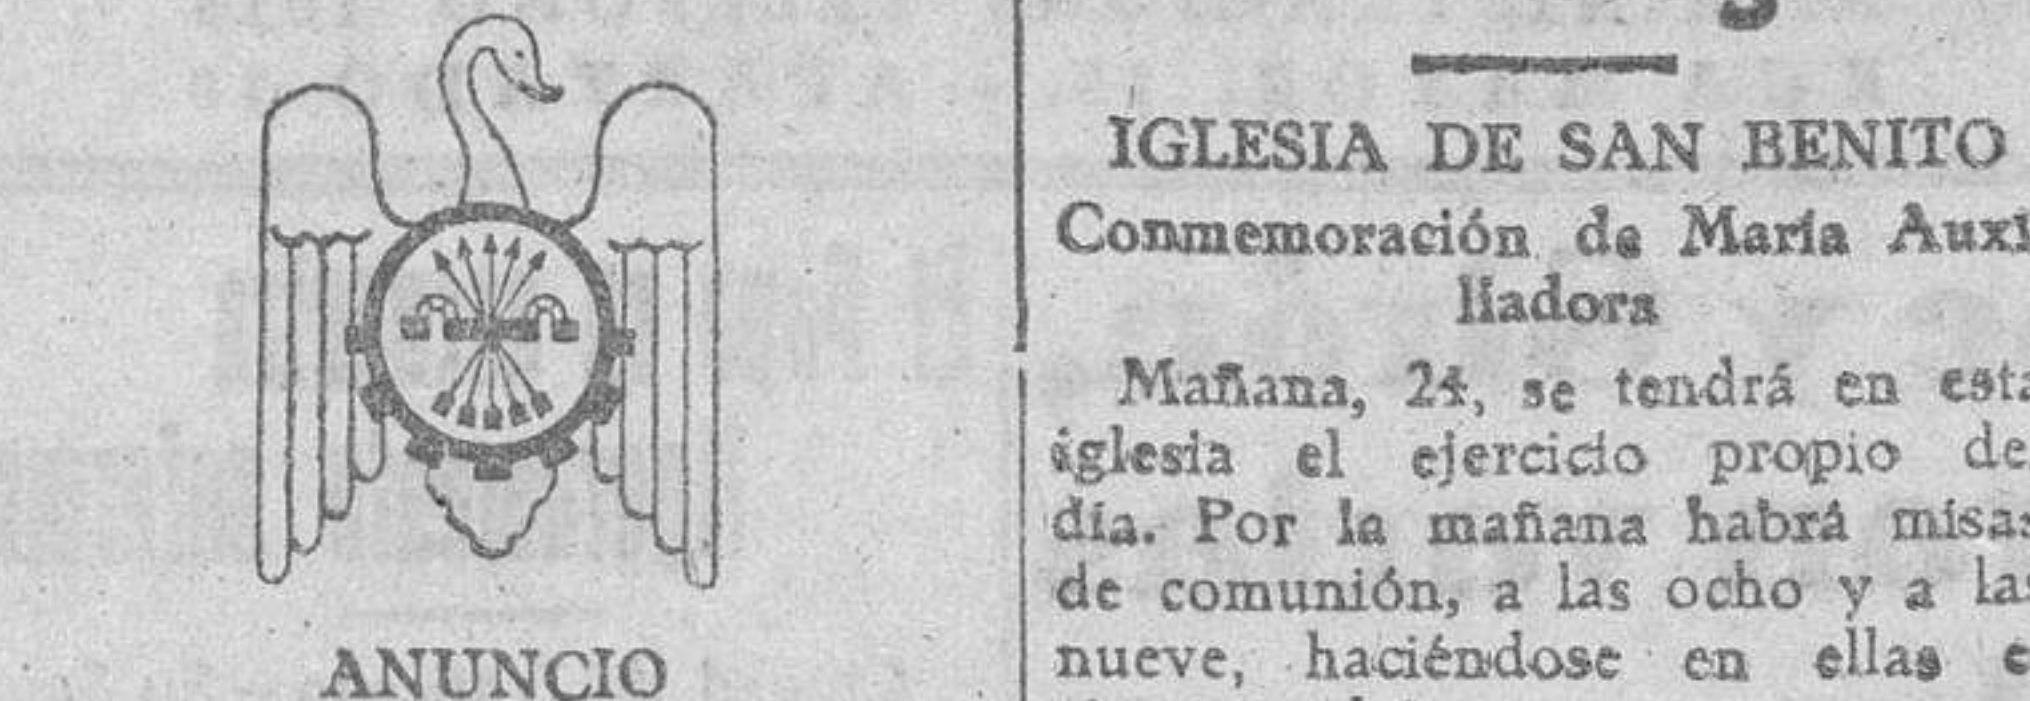 ANUNCIO
IGLESIA DE SAN BENITO
Conmemoración de María Auxi
liadora
Mañana, 24, se tendrá en esta
iglesia el ejercicio propio de
día. Por la mañana habrá misas
de comunión, a las ocho y a las
nueve, haciéndose en ellas e